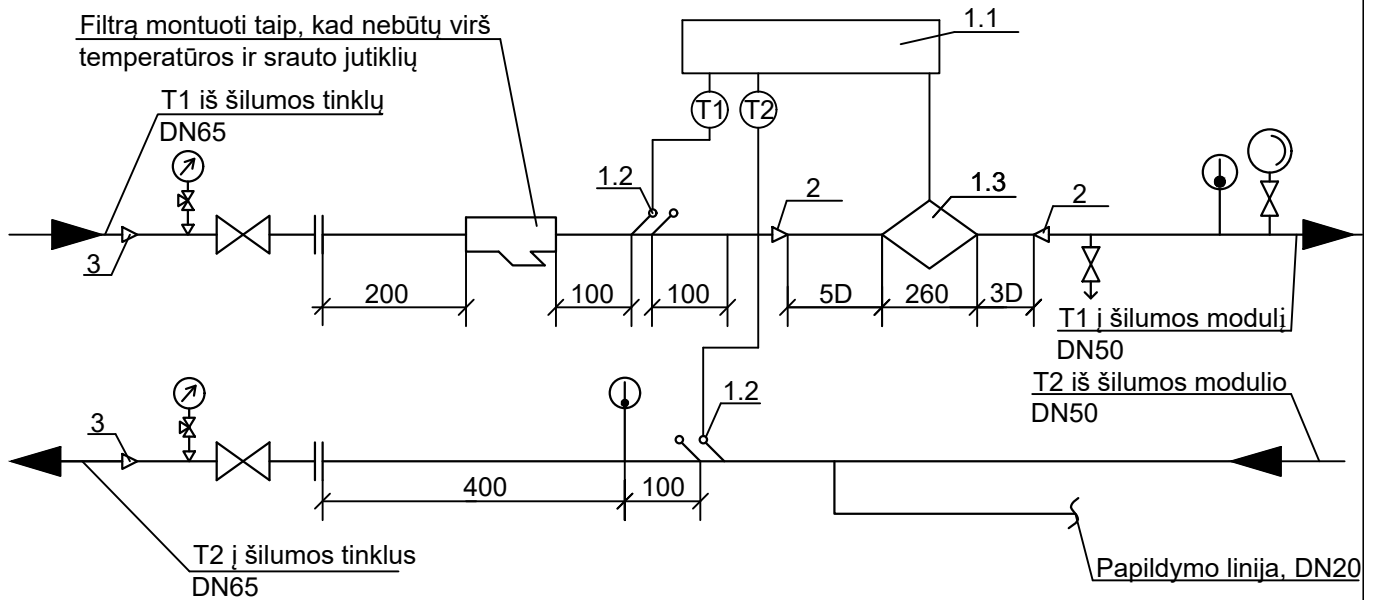 Filtrą montuoti taip, kad nebūtų virš
temperatūros ir srauto jutiklių
1.1
T1 iš šilumos tinklų
DN65
T1
T2
1.2
2
1.3
2
3
200
100
100
5D
260
3D
T1 į šilumos modulį
DN50
T2 iš šilumos modulio
DN50
3
1.2
400
100
T2 į šilumos tinklus
DN65
Papildymo linija, DN20